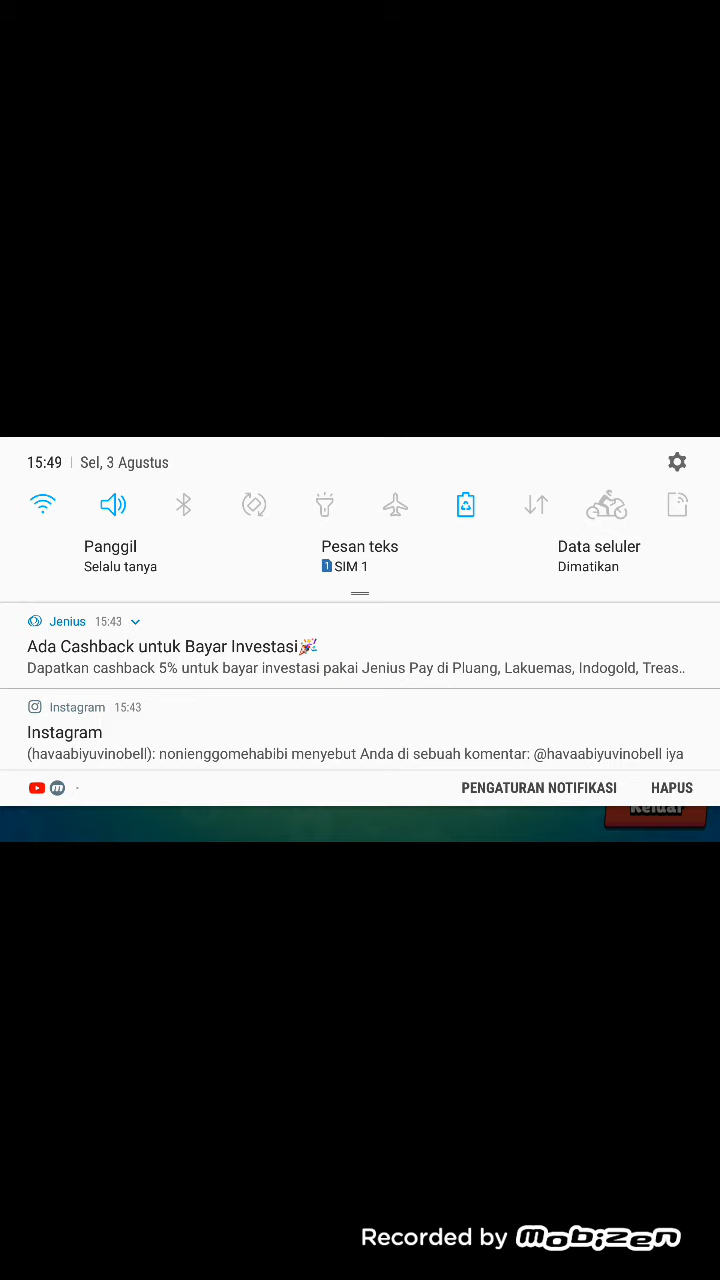 15:49 | Sel, 3 Agustus
Panggil Pesan teks Data seluler
Selalu tanya 1 SIM 1 Dimatikan
Jenius 15:43
Ada Cashback untuk Bayar Investasi🎉
Dapatkan cashback 5% untuk bayar investasi pakai Jenius Pay di Pluang, Lakuemas, Indogold, Treas..
Instagram 15:43
Instagram
(havaabiyuvinobell): nonienggomehabibi menyebut Anda di sebuah komentar: @havaabiyuvinobell iya
PENGATURAN NOTIFIKASI HAPUS
Keluar
Recorded by mobizen